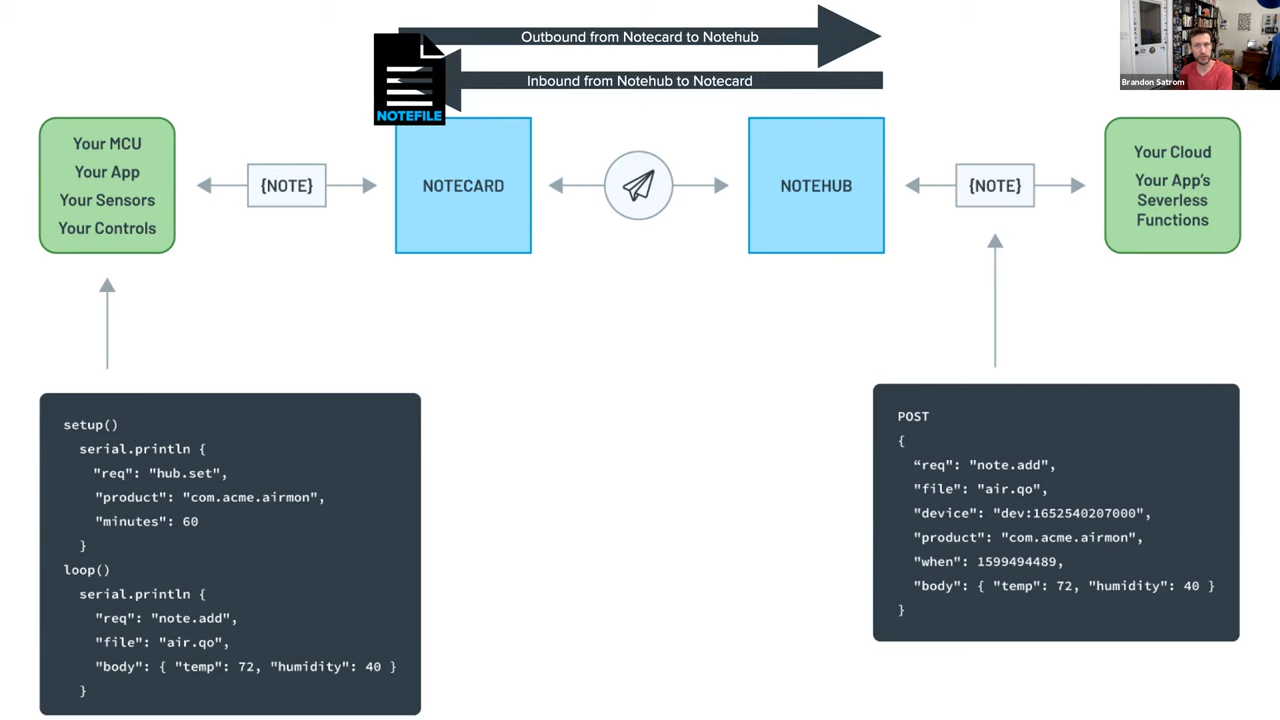 Outbound from Notecard to Notehub
Inbound from Notehub to Notecard
NOTEFILE
Brandon Satrom
Your MCU
Your App
Your Sensors
Your Controls
{NOTE}
NOTECARD
NOTEHUB
{NOTE}
Your Cloud
Your App's
Severless
Functions
setup()
serial.println {
"req": "hub.set",
"product": "com.acme.airmon",
"minutes": 60
}
loop()
serial.println {
"req": "note.add",
"file": "air.qo",
"body": { "temp": 72, "humidity": 40 }
}
POST
{
“req": "note.add",
"file": "air.qo",
"device": "dev:1652540207000",
"product": "com.acme.airmon",
"when": 1599494489,
"body": { "temp": 72, "humidity": 40 }
}